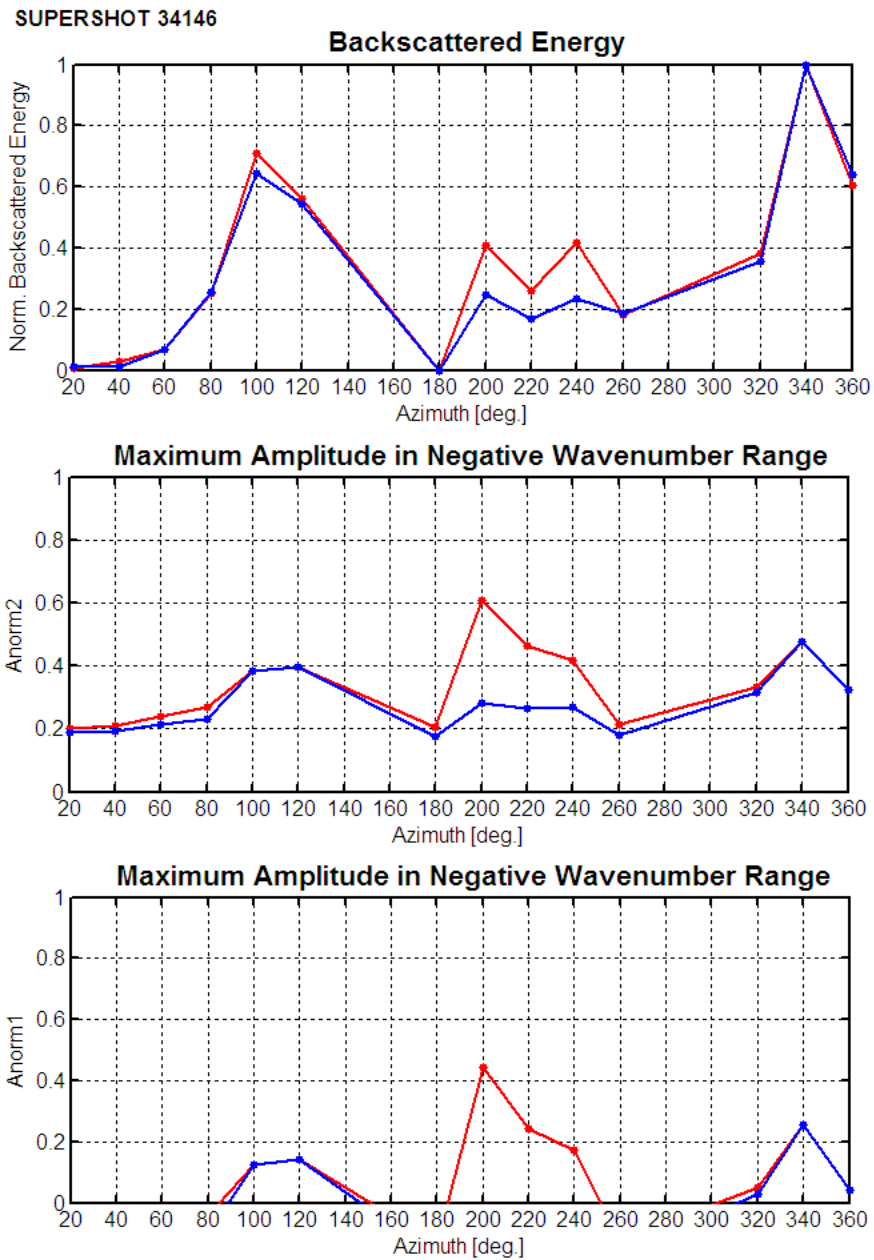 SUPERSHOT 34146
Backscattered Energy
Norm. Backscattered Energy
1
0.8
0.6
0.4
0.2
0
20 40 60 80 100 120 140 160 180 200 220 240 260 280 300 320 340 360
Azimuth [deg.]
Maximum Amplitude in Negative Wavenumber Range
Anorm2
1
0.8
0.6
0.4
0.2
0
20 40 60 80 100 120 140 160 180 200 220 240 260 280 300 320 340 360
Azimuth [deg.]
Maximum Amplitude in Negative Wavenumber Range
Anorm1
1
0.8
0.6
0.4
0.2
0
20 40 60 80 100 120 140 160 180 200 220 240 260 280 300 320 340 360
Azimuth [deg.]